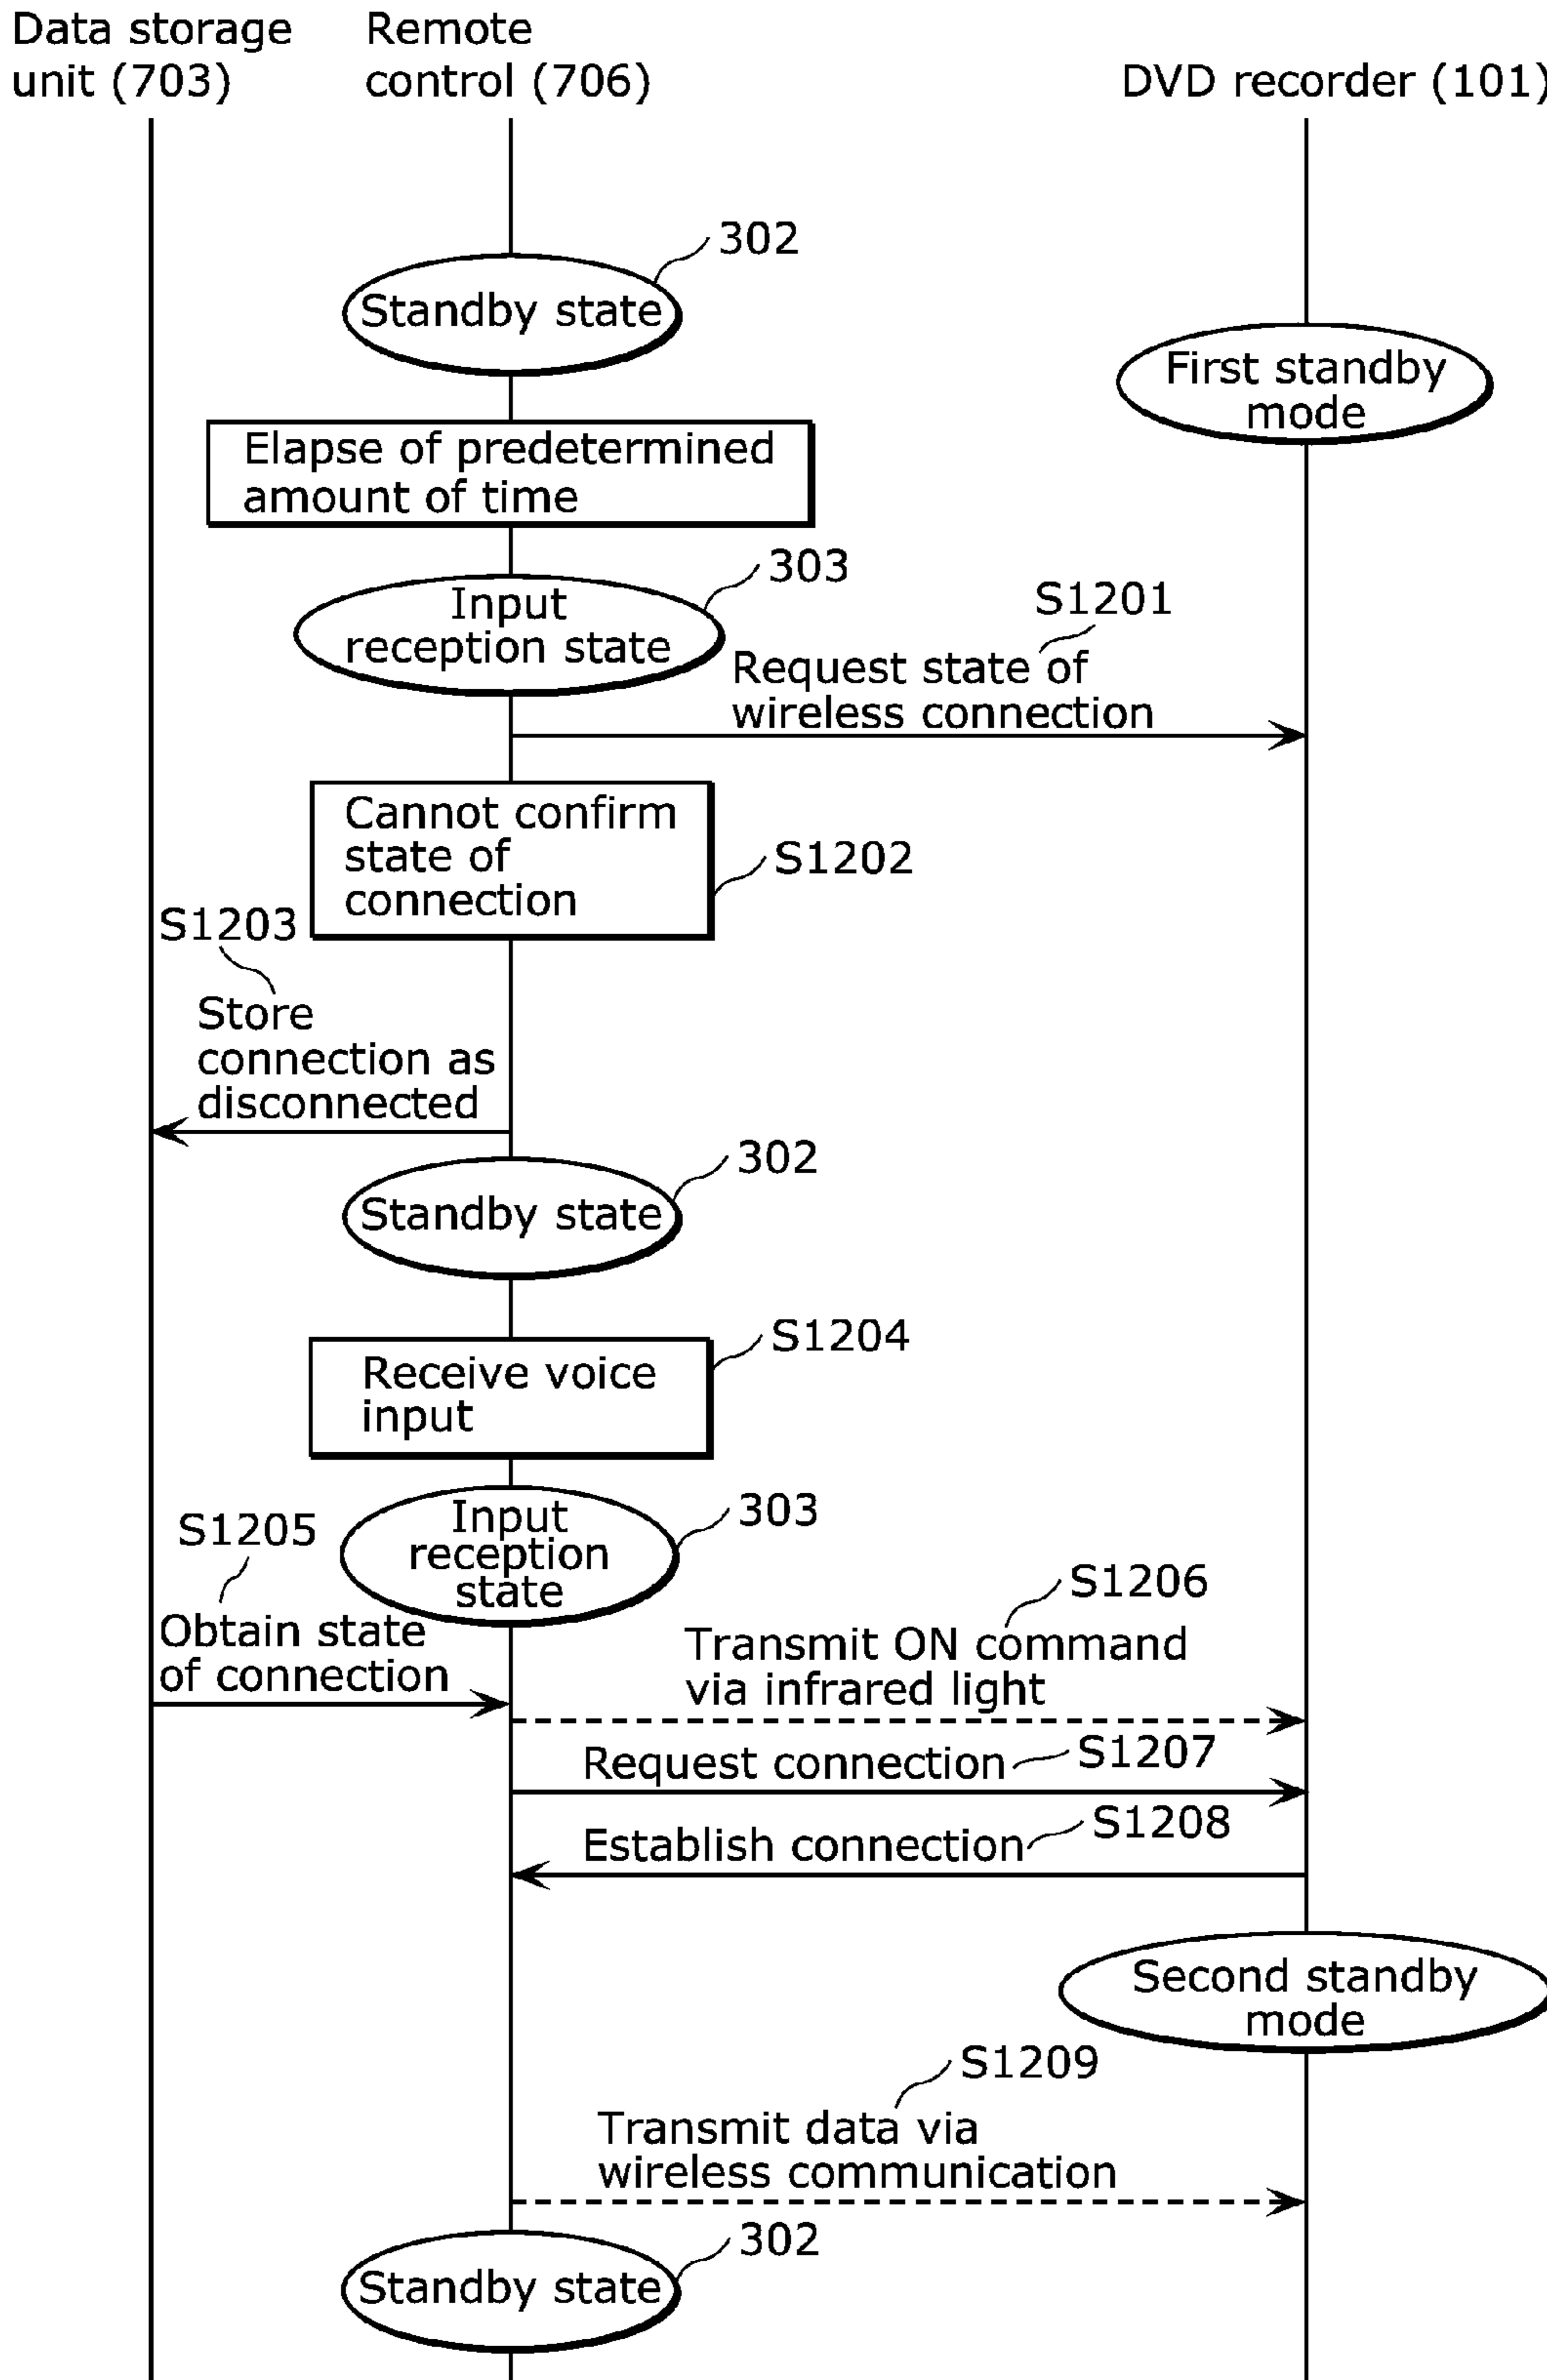 Data storage
unit (703)
Remote
control (706)
DVD recorder (101)
302
Standby state
First standby
mode
Elapse of predetermined
amount of time
303
Input
reception state
S1201
Request state of
wireless connection
Cannot confirm
state of
connection
S1202
S1203
Store
connection as
disconnected
302
Standby state
S1204
Receive voice
input
303
Input
reception
state
S1205
Obtain state
of connection
S1206
Transmit ON command
via infrared light
Request connection
S1207
Establish connection
S1208
Second standby
mode
S1209
Transmit data via
wireless communication
302
Standby state